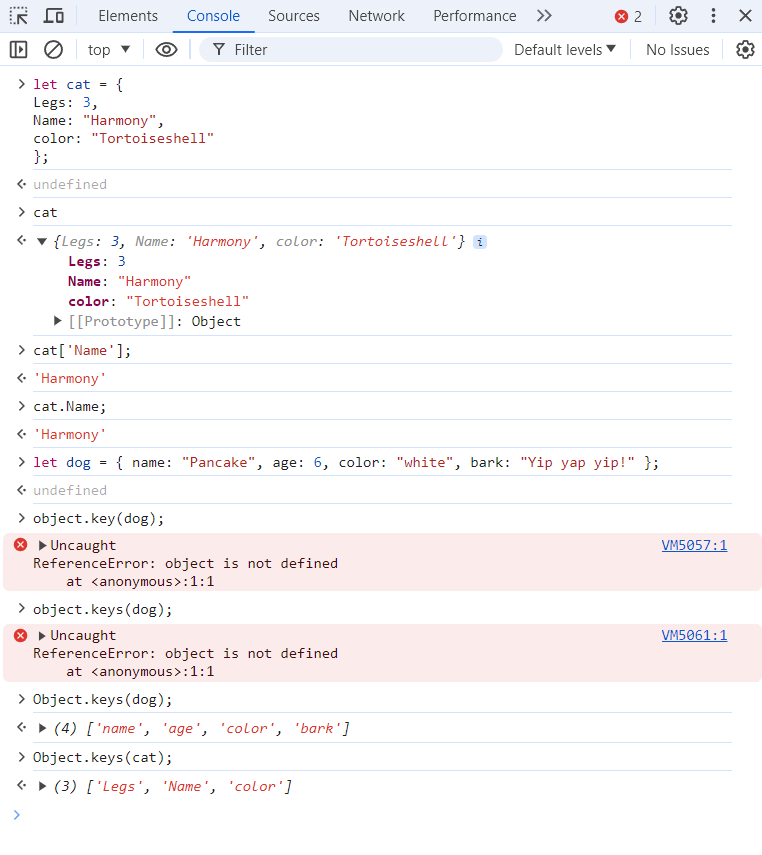 Elements Console Sources Network Performance 2
top Filter Default levels No Issues
let cat = {
Legs: 3,
Name: "Harmony",
color: "Tortoiseshell"
};
undefined
cat
{Legs: 3, Name: 'Harmony', color: 'Tortoiseshell'} i
Legs: 3
Name: "Harmony"
color: "Tortoiseshell"
[[Prototype]]: Object
cat['Name'];
'Harmony'
cat.Name;
'Harmony'
let dog = { name: "Pancake", age: 6, color: "white", bark: "Yip yap yip!" };
undefined
object.key(dog);
Uncaught VM5057:1
ReferenceError: object is not defined
at <anonymous>:1:1
object.keys(dog);
Uncaught VM5061:1
ReferenceError: object is not defined
at <anonymous>:1:1
Object.keys(dog);
(4) ['name', 'age', 'color', 'bark']
Object.keys(cat);
(3) ['Legs', 'Name', 'color']